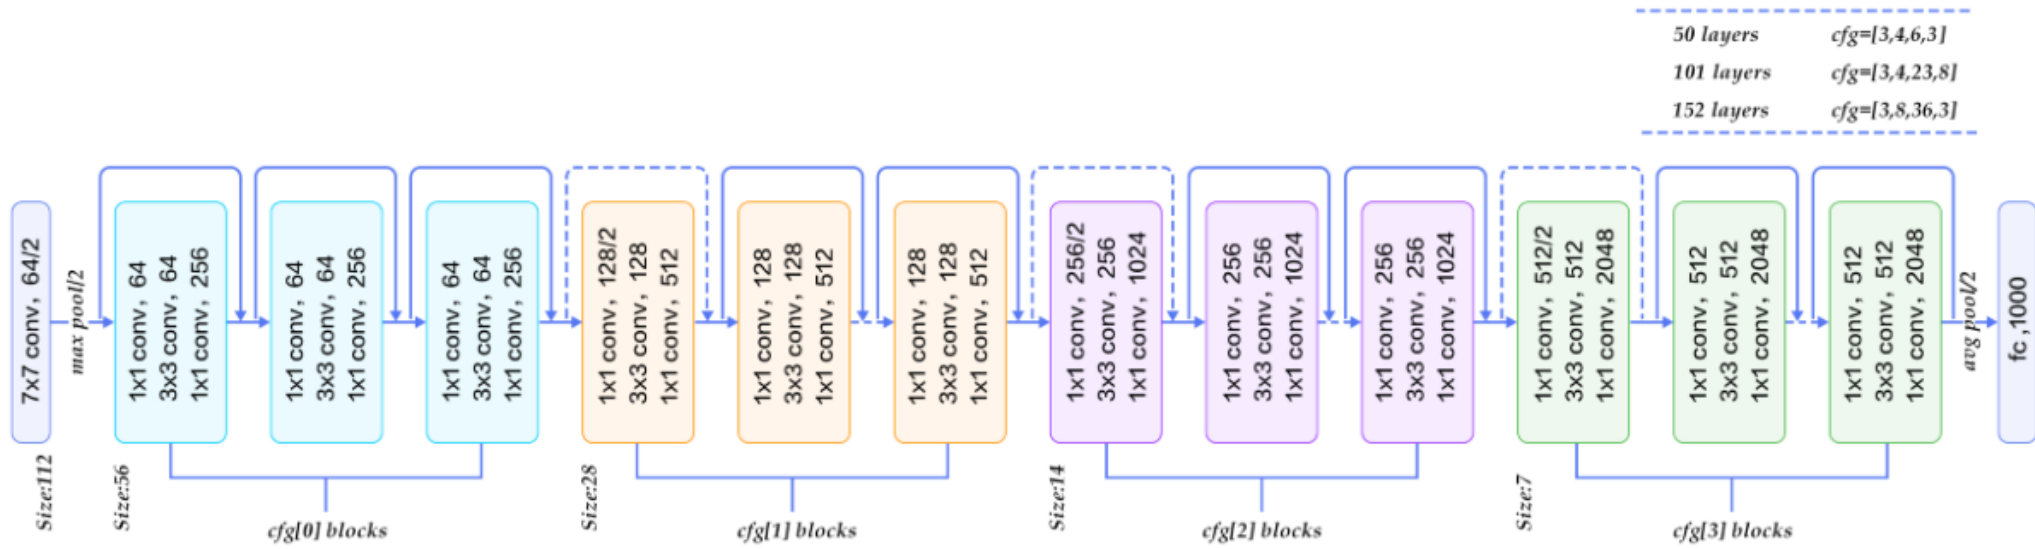 50 layers cfg=[3,4,6,3]
101 layers cfg=[3,4,23,8]
152 layers cfg=[3,8,36,3]
7x7 conv, 64/2
max pool/2
1x1 conv, 64
3x3 conv, 64
1x1 conv, 256
1x1 conv, 64
3x3 conv, 64
1x1 conv, 256
1x1 conv, 64
3x3 conv, 64
1x1 conv, 256
1x1 conv, 128/2
3x3 conv, 128
1x1 conv, 512
1x1 conv, 128
3x3 conv, 128
1x1 conv, 512
1x1 conv, 128
3x3 conv, 128
1x1 conv, 512
1x1 conv, 256/2
3x3 conv, 256
1x1 conv, 1024
1x1 conv, 256
3x3 conv, 256
1x1 conv, 1024
1x1 conv, 256
3x3 conv, 256
1x1 conv, 1024
1x1 conv, 512/2
3x3 conv, 512
1x1 conv, 2048
1x1 conv, 512
3x3 conv, 512
1x1 conv, 2048
1x1 conv, 512
3x3 conv, 512
1x1 conv, 2048
avg pool/2
fc ,1000
Size:112
Size:56
cfg[0] blocks
Size:28
cfg[1] blocks
Size:14
cfg[2] blocks
Size:7
cfg[3] blocks